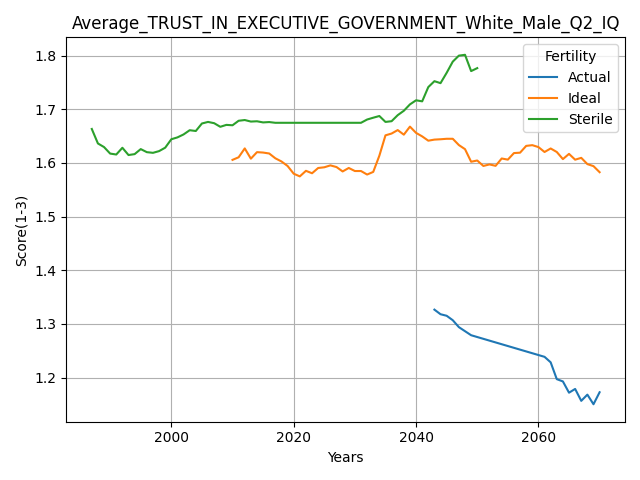 Average_TRUST_IN_EXECUTIVE_GOVERNMENT_White_Male_Q2_IQ
Fertility
Actual
Ideal
Sterile
Score(1-3)
1.8
1.7
1.6
1.5
1.4
1.3
1.2
2000 2020 2040 2060
Years